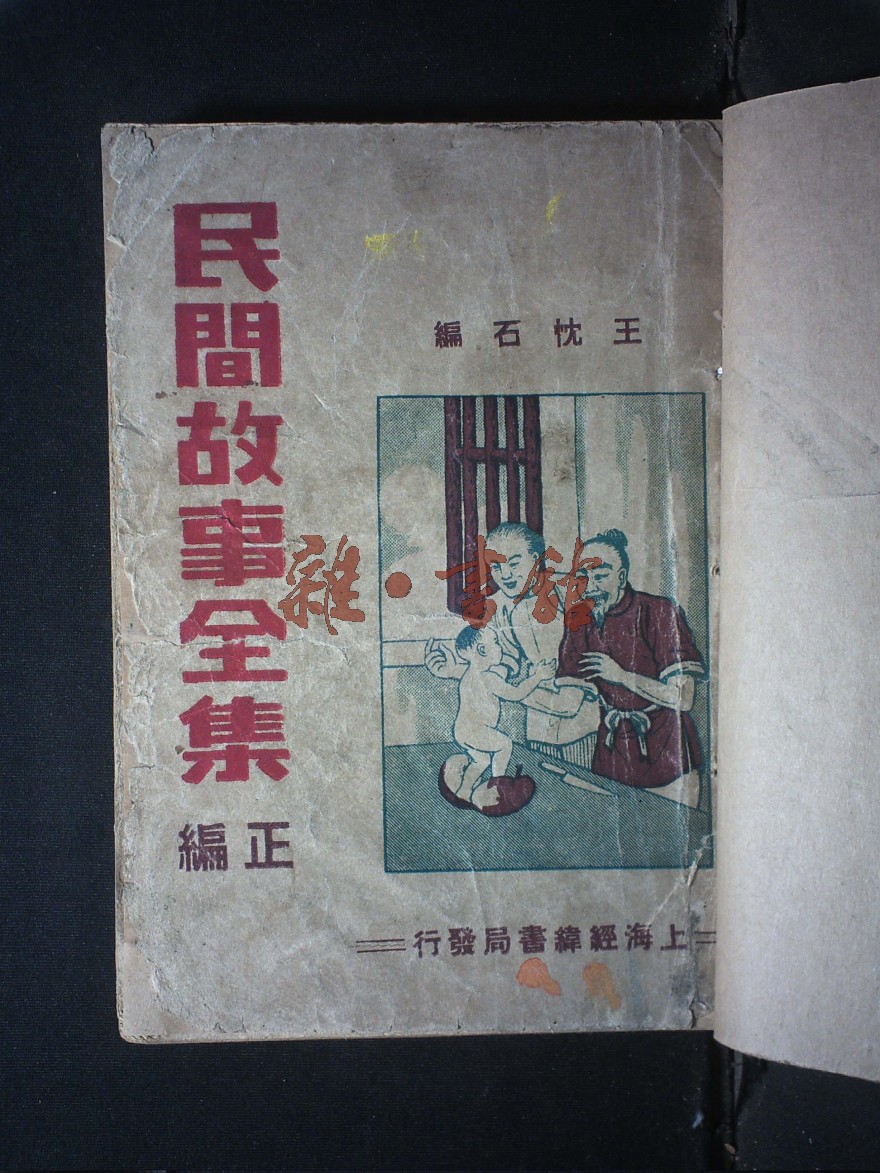 民間故事全集
正編
王忱石編
雜·書館
上海經緯書局發行